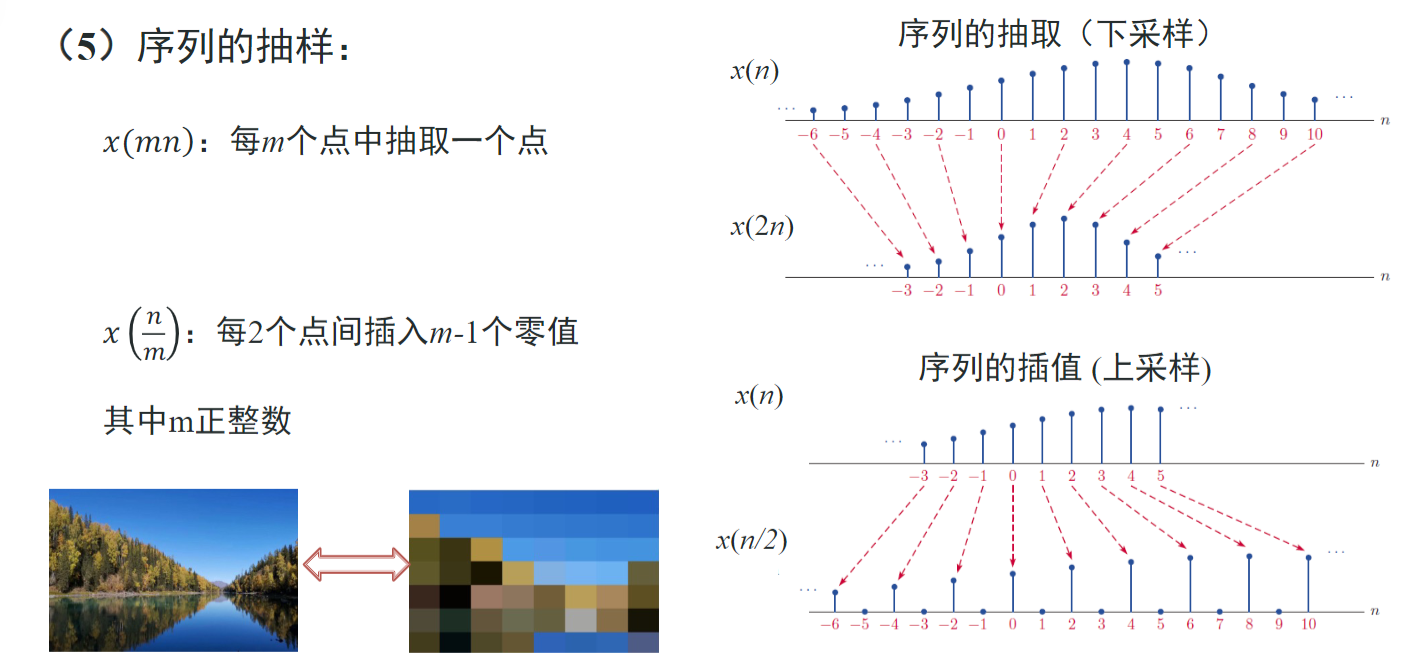 （5）序列的抽样：
x(mn)：每m个点中抽取一个点
x(n/m)：每2个点间插入m-1个零值
其中m正整数
序列的抽取（下采样）
x(n)
··· ···
n
−6 −5 −4 −3 −2 −1 0 1 2 3 4 5 6 7 8 9 10
x(2n)
··· ···
n
−3 −2 −1 0 1 2 3 4 5
序列的插值 (上采样)
x(n)
··· ···
n
−3 −2 −1 0 1 2 3 4 5
x(n/2)
··· ···
n
−6 −5 −4 −3 −2 −1 0 1 2 3 4 5 6 7 8 9 10